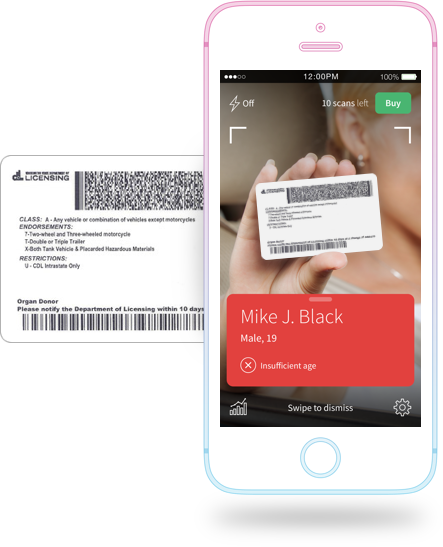 LICENSING
CLASS: A - Any vehicle or combination of vehicles except motorcycles
ENDORSEMENTS:
7-Two-wheel and Three-wheeled motorcycle
T-Double or Triple Trailer
X-Both Tank Vehicle & Placarded Hazardous Materials
RESTRICTIONS:
U - CDL Intrastate Only
Organ Donor
Please notify the Department of Licensing within 10 days
12:00PM
100%
Off
10 scans left
Buy
LICENSING
Mike J. Black
Male, 19
Insufficient age
Swipe to dismiss